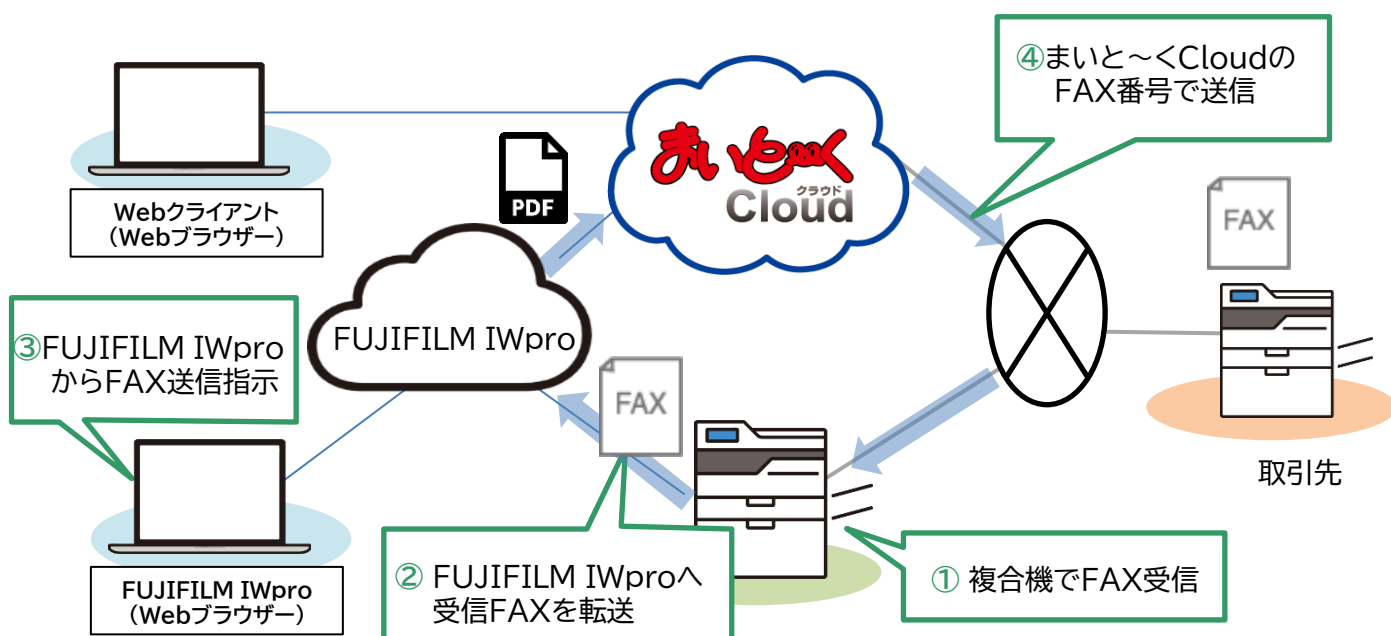 ④まいと～くCloudの
FAX番号で送信
まいと～く
クラウド
Cloud
PDF
FAX
Webクライアント
（Webブラウザー）
FUJIFILM IWpro
③FUJIFILM IWpro
からFAX送信指示
FAX
取引先
② FUJIFILM IWproへ
受信FAXを転送
① 複合機でFAX受信
FUJIFILM IWpro
（Webブラウザー）